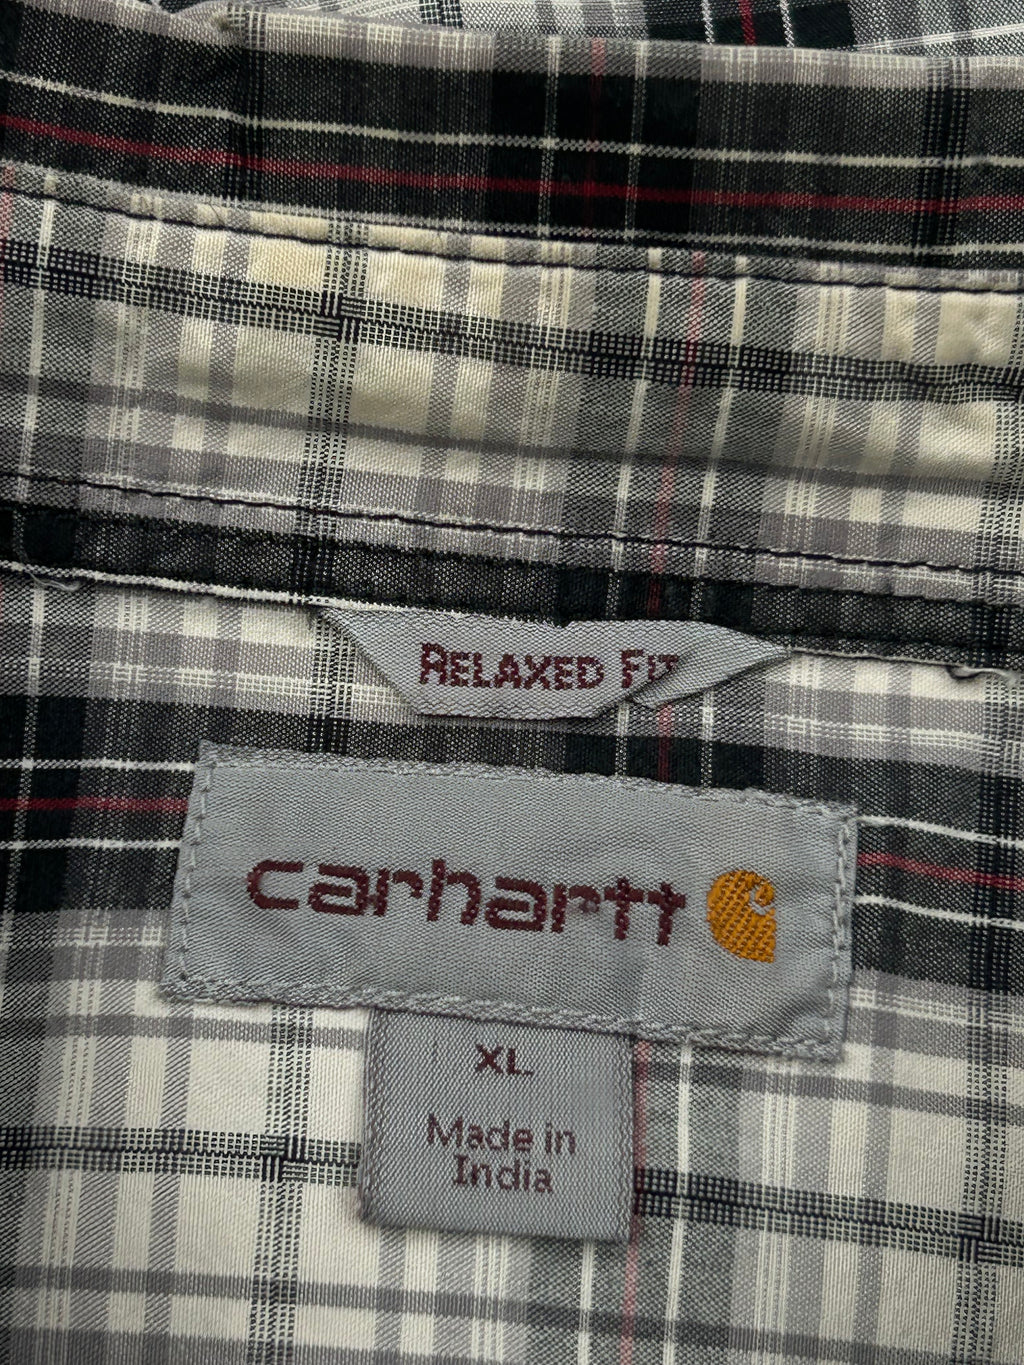 RELAXED FIT
carhartt
XL
Made in
India